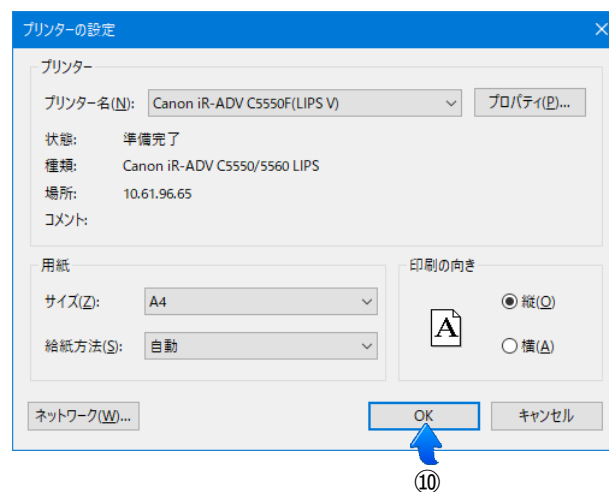 プリンターの設定
プリンター
プリンター名(N): Canon iR-ADV C5550F(LIPS V) プロパティ(P)...
状態: 準備完了
種類: Canon iR-ADV C5550/5560 LIPS
場所: 10.61.96.65
コメント:
用紙
サイズ(Z): A4
給紙方法(S): 自動
印刷の向き
A
縦(O)
横(A)
ネットワーク(W)... OK キャンセル
⑩